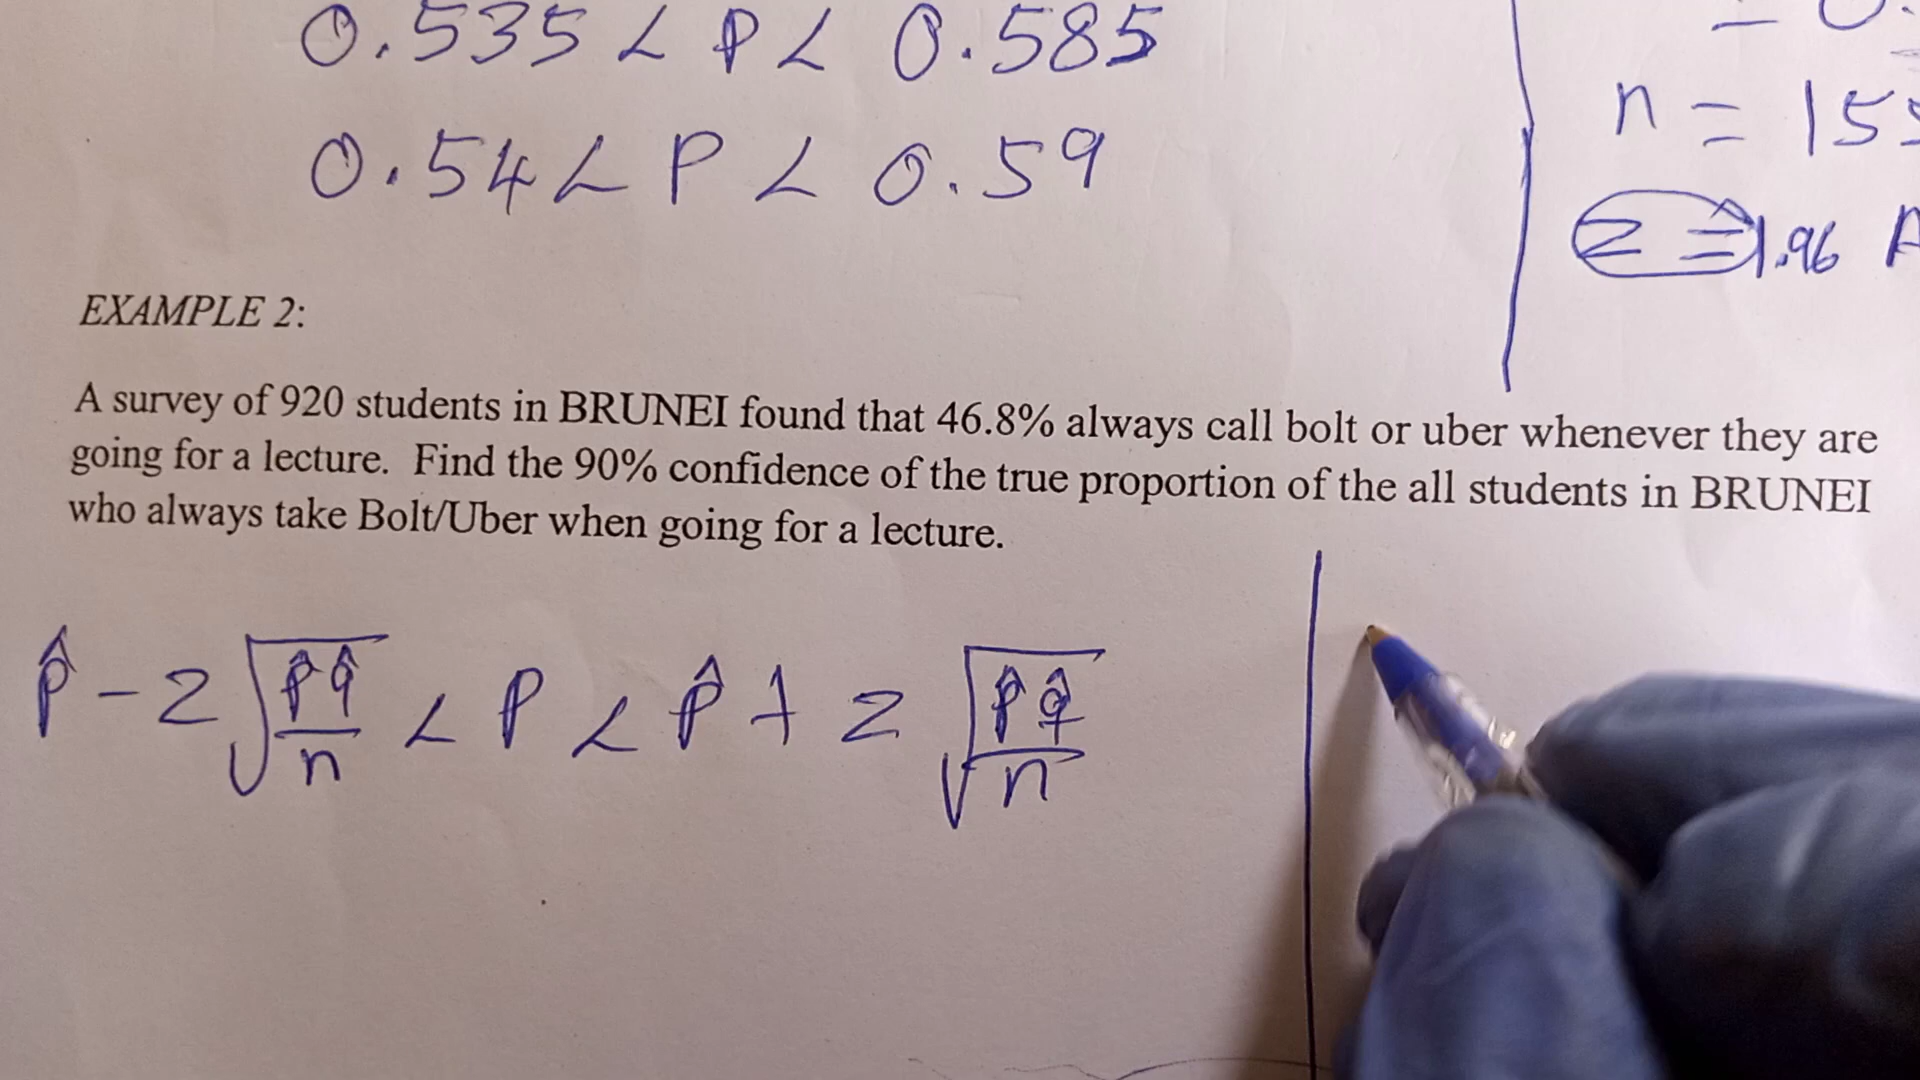 0.535 < P < 0.585
0.54 < P < 0.59
n = 155
z = 1.96
EXAMPLE 2:
A survey of 920 students in BRUNEI found that 46.8% always call bolt or uber whenever they are
going for a lecture. Find the 90% confidence of the true proportion of the all students in BRUNEI
who always take Bolt/Uber when going for a lecture.
p̂ - z √(p̂q̂/n) < P < p̂ + z √(p̂q̂/n)